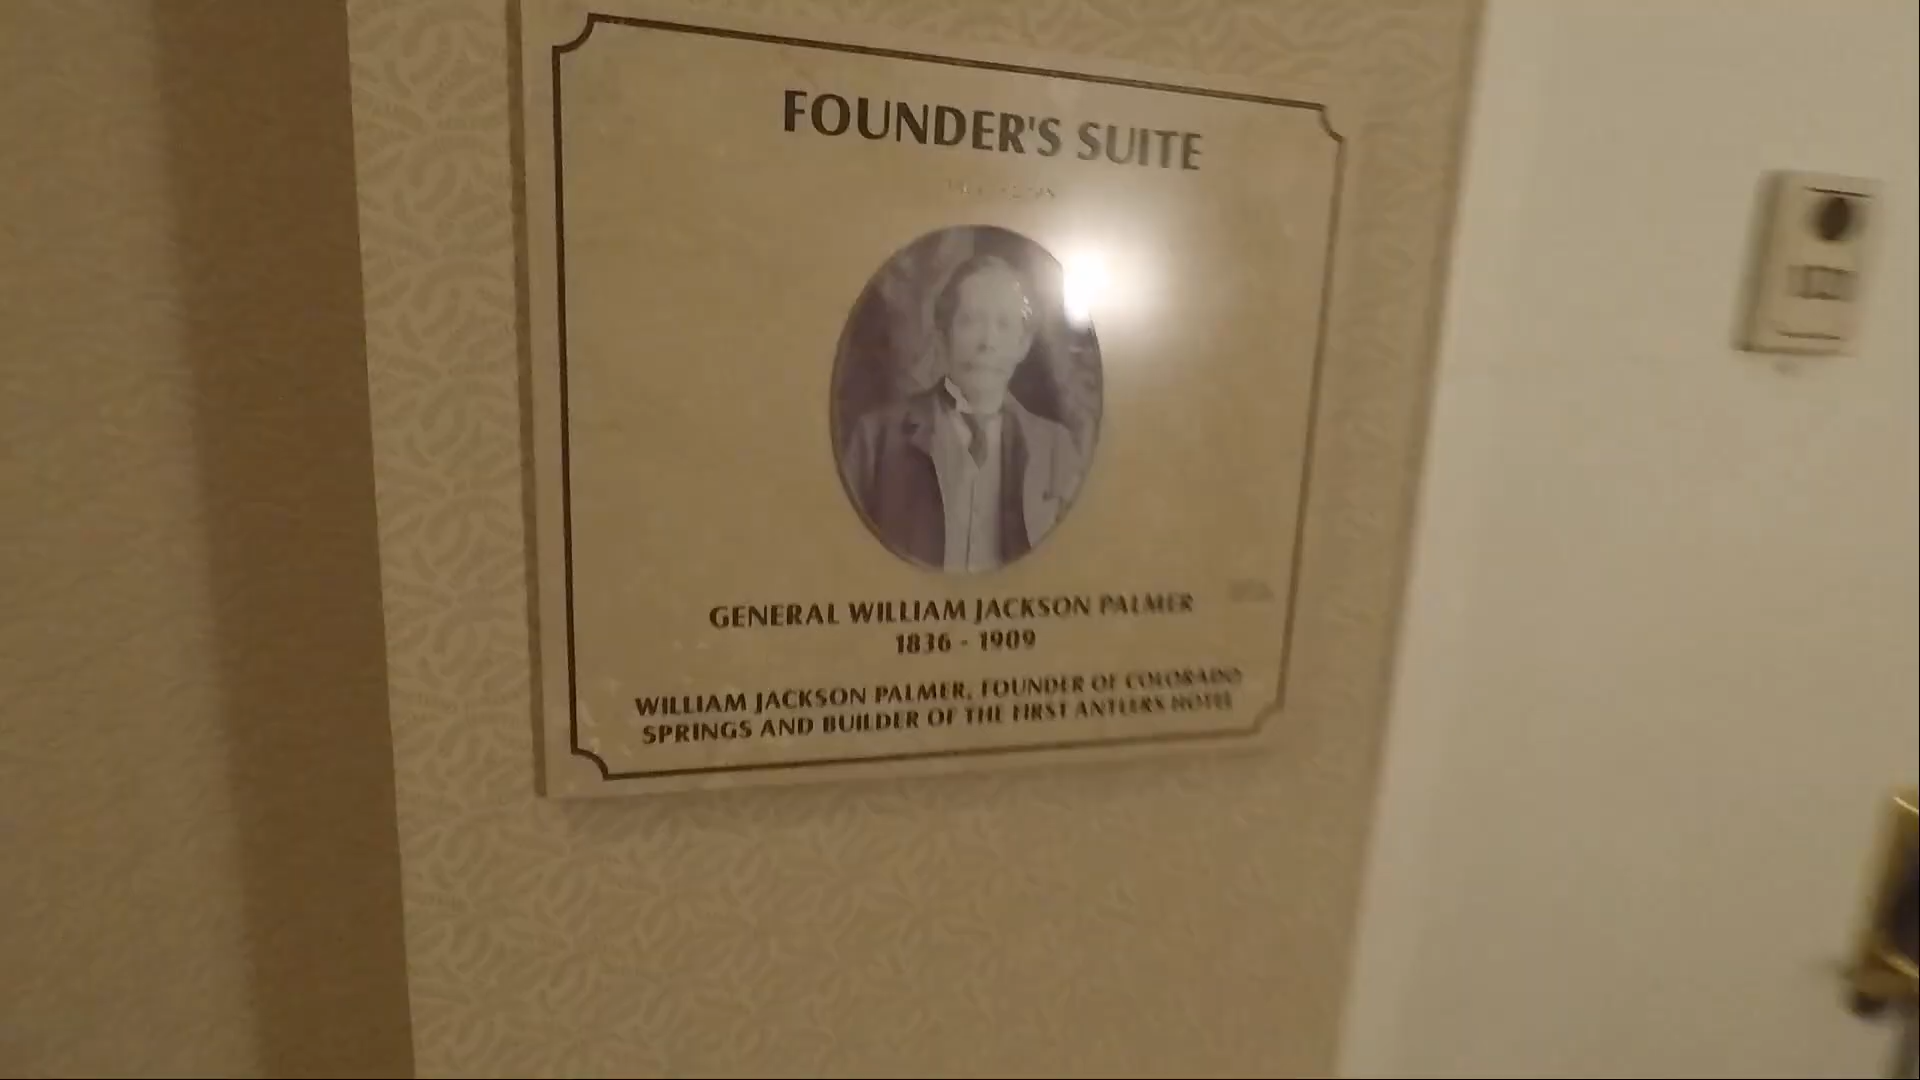 FOUNDER'S SUITE
GENERAL WILLIAM JACKSON PALMER
1836 - 1909
WILLIAM JACKSON PALMER, FOUNDER OF COLORADO
SPRINGS AND BUILDER OF THE FIRST ANTLERS HOTEL